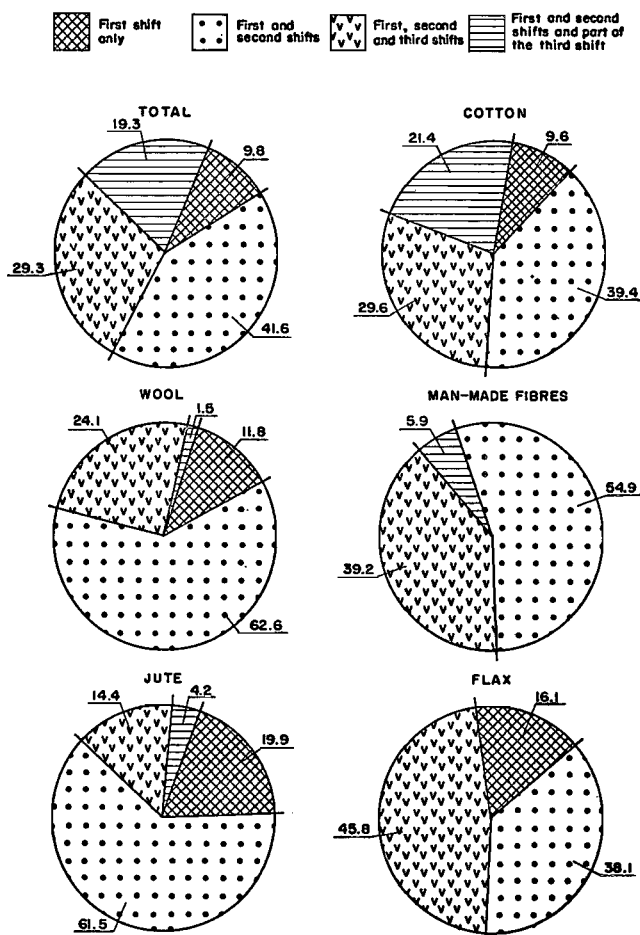 First shift
only
First and
second shifts
First, second
and third shifts
First and second
shifts and part of
the third shift
TOTAL
19.3
9.8
29.3
41.6
COTTON
21.4
9.6
39.4
29.6
WOOL
24.1
1.5
11.8
62.6
MAN-MADE FIBRES
5.9
54.9
39.2
JUTE
14.4
4.2
19.9
61.5
FLAX
16.1
45.8
38.1